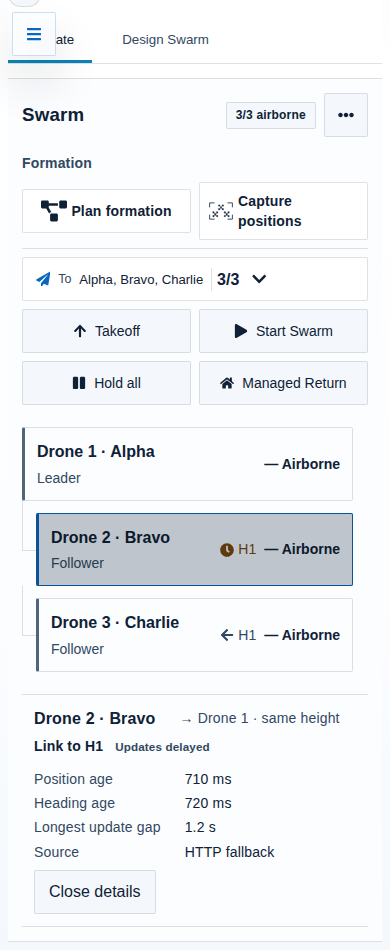 ate
Design Swarm
Swarm
3/3 airborne
Formation
Plan formation
Capture
positions
To Alpha, Bravo, Charlie 3/3
Takeoff
Start Swarm
Hold all
Managed Return
Drone 1 · Alpha
Leader
— Airborne
Drone 2 · Bravo
Follower
H1 — Airborne
Drone 3 · Charlie
Follower
H1 — Airborne
Drone 2 · Bravo → Drone 1 · same height
Link to H1 Updates delayed
Position age 710 ms
Heading age 720 ms
Longest update gap 1.2 s
Source HTTP fallback
Close details